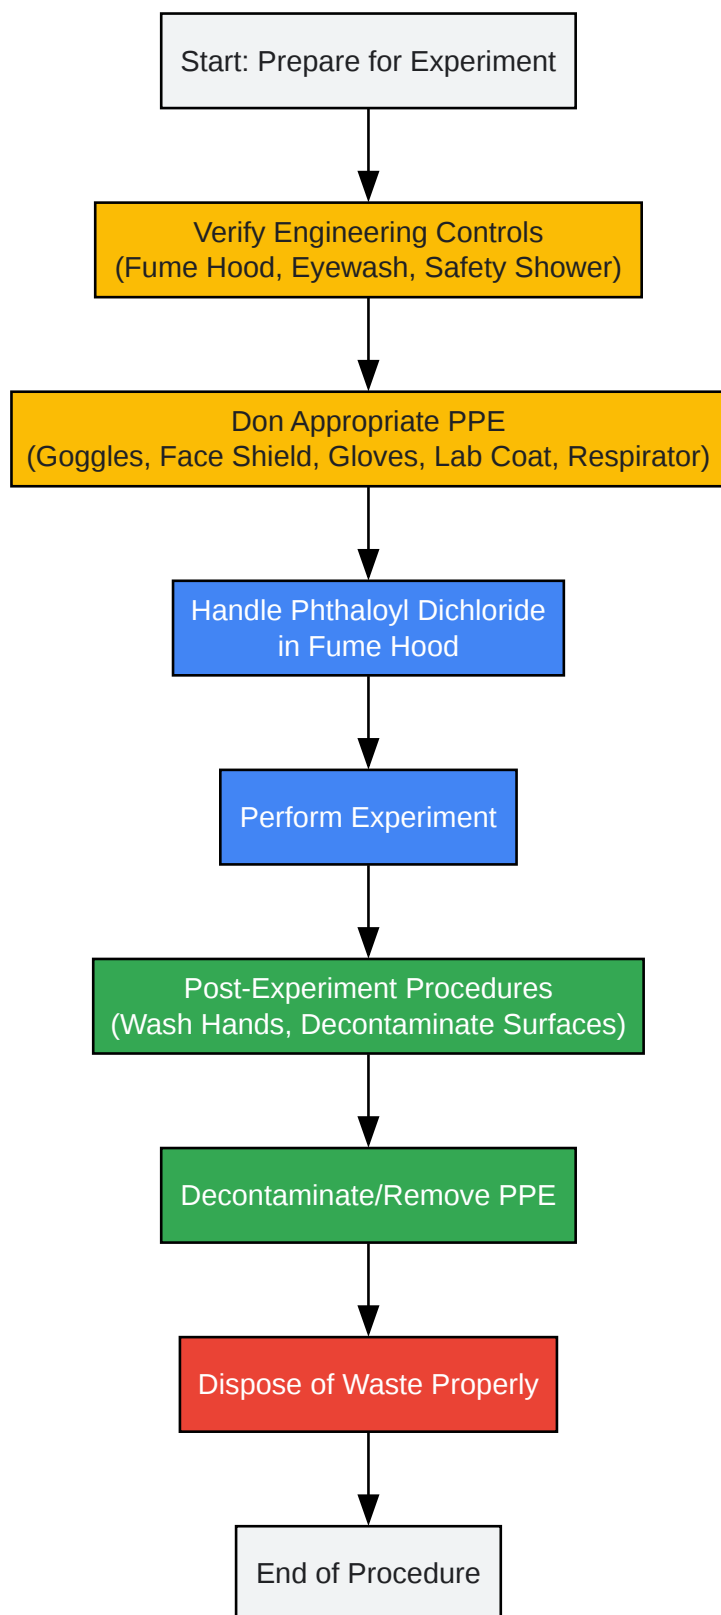 Start: Prepare for Experiment
Verify Engineering Controls
(Fume Hood, Eyewash, Safety Shower)
Don Appropriate PPE
(Goggles, Face Shield, Gloves, Lab Coat, Respirator)
Handle Phthaloyl Dichloride
in Fume Hood
Perform Experiment
Post-Experiment Procedures
(Wash Hands, Decontaminate Surfaces)
Decontaminate/Remove PPE
Dispose of Waste Properly
End of Procedure